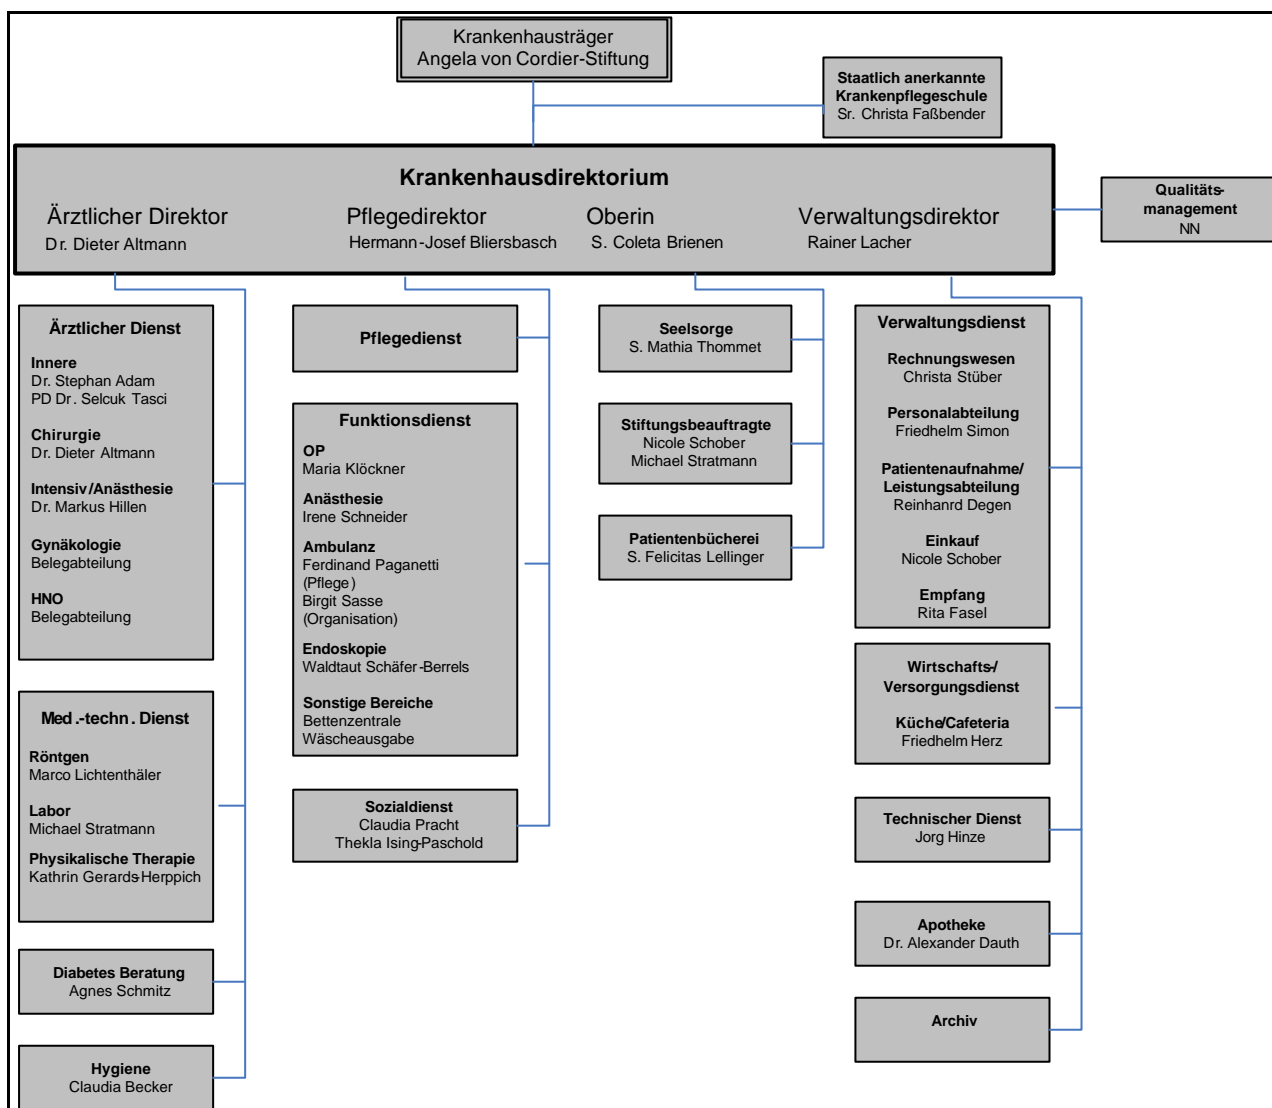 Krankenhausträger
Angela von Cordier-Stiftung
Staatlich anerkannte
Krankenpflegeschule
Sr. Christa Faßbender
Krankenhausdirektorium
Ärztlicher Direktor
Dr. Dieter Altmann
Pflegedirektor
Hermann-Josef Bliersbasch
Oberin
S. Coleta Brienen
Verwaltungsdirektor
Rainer Lacher
Qualitäts-
management
NN
Ärztlicher Dienst
Innere
Dr. Stephan Adam
PD Dr. Selcuk Tasci
Chirurgie
Dr. Dieter Altmann
Intensiv/Anästhesie
Dr. Markus Hillen
Gynäkologie
Belegabteilung
HNO
Belegabteilung
Med.-techn. Dienst
Röntgen
Marco Lichtenthäler
Labor
Michael Stratmann
Physikalische Therapie
Kathrin Gerards-Herppich
Diabetes Beratung
Agnes Schmitz
Hygiene
Claudia Becker
Pflegedienst
Funktionsdienst
OP
Maria Klöckner
Anästhesie
Irene Schneider
Ambulanz
Ferdinand Paganetti
(Pflege)
Birgit Sasse
(Organisation)
Endoskopie
Waldtaut Schäfer-Berrels
Sonstige Bereiche
Bettenzentrale
Wäscheausgabe
Sozialdienst
Claudia Pracht
Thekla Ising-Paschold
Seelsorge
S. Mathia Thommet
Stiftungsbeauftragte
Nicole Schober
Michael Stratmann
Patientenbücherei
S. Felicitas Lellinger
Verwaltungsdienst
Rechnungswesen
Christa Stüber
Personalabteilung
Friedhelm Simon
Patientenaufnahme/
Leistungsabteilung
Reinhanrd Degen
Einkauf
Nicole Schober
Empfang
Rita Fasel
Wirtschafts-/
Versorgungsdienst
Küche/Cafeteria
Friedhelm Herz
Technischer Dienst
Jorg Hinze
Apotheke
Dr. Alexander Dauth
Archiv